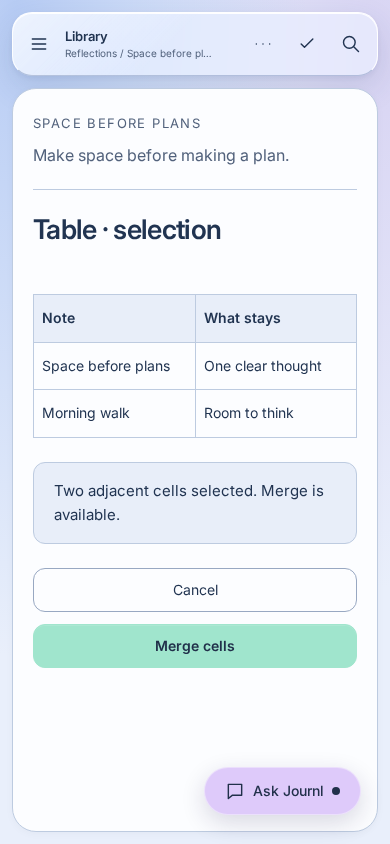 Library
Reflections / Space before pl...
SPACE BEFORE PLANS
Make space before making a plan.
Table · selection
Note What stays
Space before plans One clear thought
Morning walk Room to think
Two adjacent cells selected. Merge is
available.
Cancel
Merge cells
Ask Journl